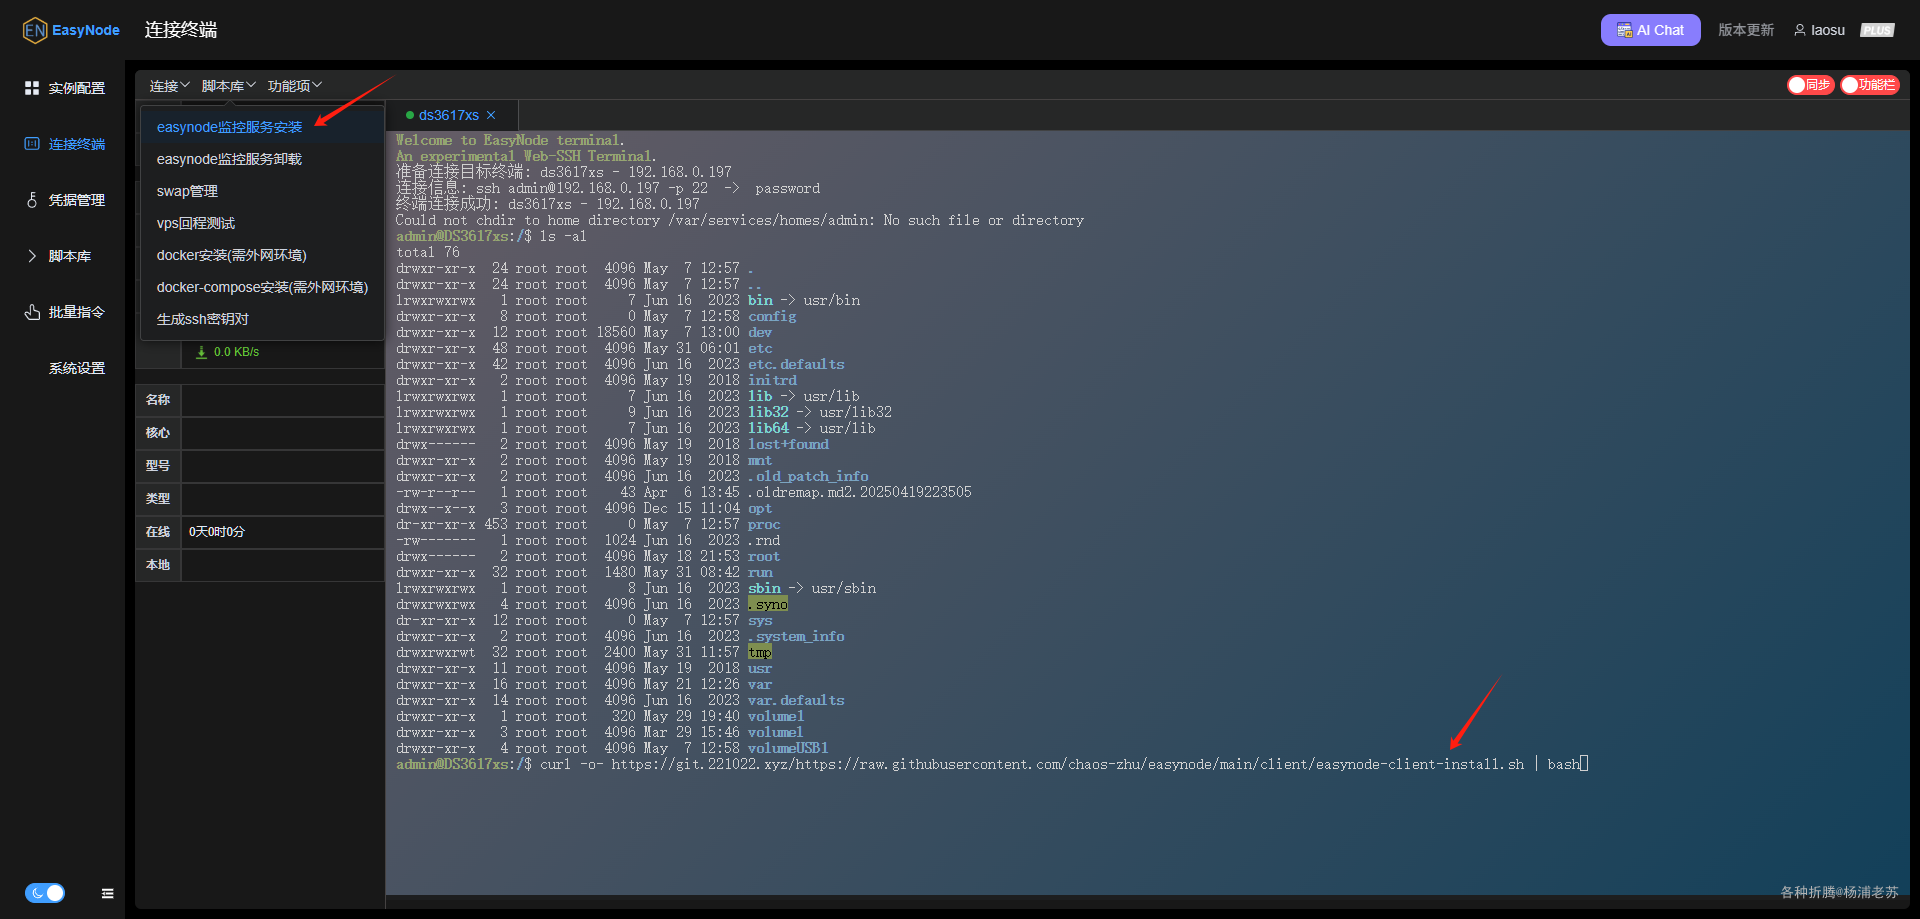 EN EasyNode
连接终端
AI Chat
版本更新
laosu
PLUS
实例配置
连接终端
凭据管理
脚本库
批量指令
系统设置
连接 脚本库 功能项
同步 功能栏
easynode监控服务安装
easynode监控服务卸载
swap管理
vps回程测试
docker安装(需外网环境)
docker-compose安装(需外网环境)
生成ssh密钥对
0.0 KB/s
名称
核心
型号
类型
在线 0天0时0分
本地
ds3617xs ×
Welcome to EasyNode terminal.
An experimental Web-SSH Terminal.
准备连接目标终端: ds3617xs - 192.168.0.197
连接信息: ssh admin@192.168.0.197 -p 22  ->  password
终端连接成功: ds3617xs - 192.168.0.197
Could not chdir to home directory /var/services/homes/admin: No such file or directory
admin@DS3617xs:/$ ls -al
total 76
drwxr-xr-x  24 root root  4096 May  7 12:57 .
drwxr-xr-x  24 root root  4096 May  7 12:57 ..
lrwxrwxrwx   1 root root     7 Jun 16  2023 bin -> usr/bin
drwxr-xr-x   8 root root     0 May  7 12:58 config
drwxr-xr-x  12 root root 18560 May  7 13:00 dev
drwxr-xr-x  48 root root  4096 May 31 06:01 etc
drwxr-xr-x  42 root root  4096 Jun 16  2023 etc.defaults
drwxr-xr-x   2 root root  4096 May 19  2018 initrd
lrwxrwxrwx   1 root root     7 Jun 16  2023 lib -> usr/lib
lrwxrwxrwx   1 root root     9 Jun 16  2023 lib32 -> usr/lib32
lrwxrwxrwx   1 root root     7 Jun 16  2023 lib64 -> usr/lib
drwx------   2 root root  4096 May 19  2018 lost+found
drwxr-xr-x   2 root root  4096 May 19  2018 mnt
drwxr-xr-x   2 root root  4096 Jun 16  2023 .old_patch_info
-rw-r--r--   1 root root    43 Apr  6 13:45 .oldremap.md2.20250419223505
drwx--x--x   3 root root  4096 Dec 15 11:04 opt
dr-xr-xr-x 453 root root     0 May  7 12:57 proc
-rw-------   1 root root  1024 Jun 16  2023 .rnd
drwx------   2 root root  4096 May 18 21:53 root
drwxr-xr-x  32 root root  1480 May 31 08:42 run
lrwxrwxrwx   1 root root     8 Jun 16  2023 sbin -> usr/sbin
drwxrwxrwx   4 root root  4096 Jun 16  2023 .syno
dr-xr-xr-x  12 root root     0 May  7 12:57 sys
drwxr-xr-x   2 root root  4096 Jun 16  2023 .system_info
drwxrwxrwt  32 root root  2400 May 31 11:57 tmp
drwxr-xr-x  11 root root  4096 May 19  2018 usr
drwxr-xr-x  16 root root  4096 May 21 12:26 var
drwxr-xr-x  14 root root  4096 Jun 16  2023 var.defaults
drwxr-xr-x   1 root root   320 May 29 19:40 volume1
drwxr-xr-x   3 root root  4096 Mar 29 15:46 volumel
drwxr-xr-x   4 root root  4096 May  7 12:58 volumeUSB1
admin@DS3617xs:/$ curl -o- https://git.221022.xyz/https://raw.githubusercontent.com/chaos-zhu/easynode/main/client/easynode-client-install.sh | bash
各种折腾@杨浦老苏